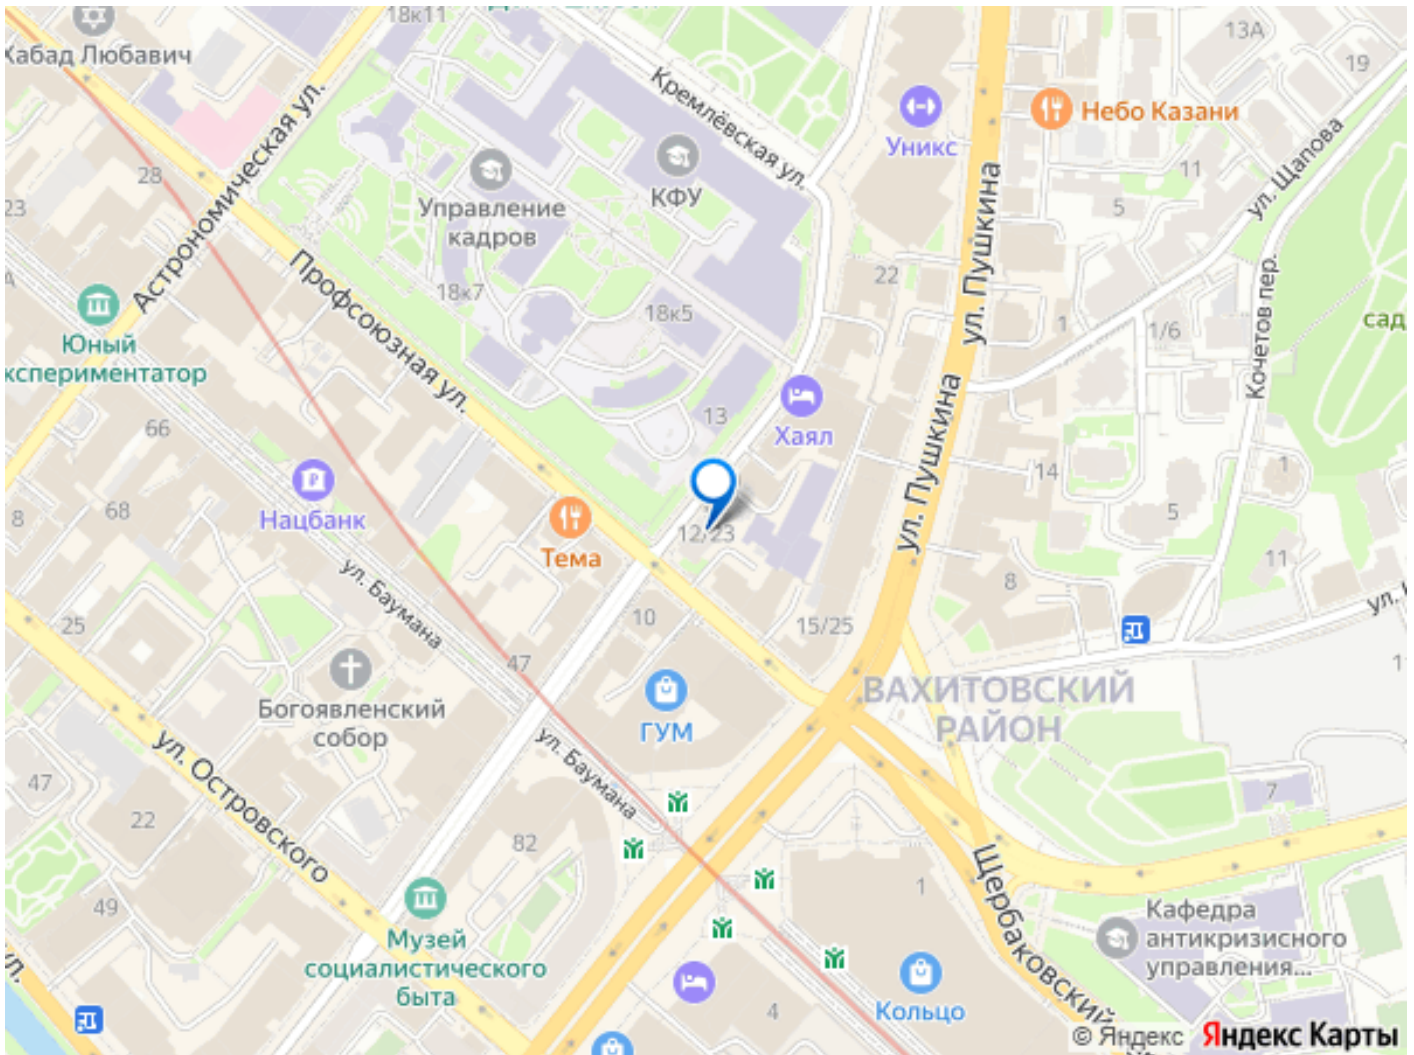 18к11
13А
19
Хабад Любавич
Кремлёвская ул.
Уникс
Небо Казани
Астрономическая ул.
ул. Щапова
28
23
Управление
кадров
КФУ
11
5
ул. Пушкина
Профсоюзная ул.
22
18к7
18к5
1
1/6
Кочетов пер.
сад
Юный
кспериментатор
66
13
Хаял
ул. Пушкина
14
1
5
8
68
Нацбанк
Тема
12/23
11
8
ул. Баумана
25
10
15/25
47
Богоявленский
собор
ГУМ
ВАХИТОВСКИЙ
РАЙОН
ул. Островского
ул. Баумана
47
22
82
7
49
1
Щербаковский
Музей
социалистического
быта
Кафедра
антикризисного
управления...
4
Кольцо
© Яндекс Яндекс Карты